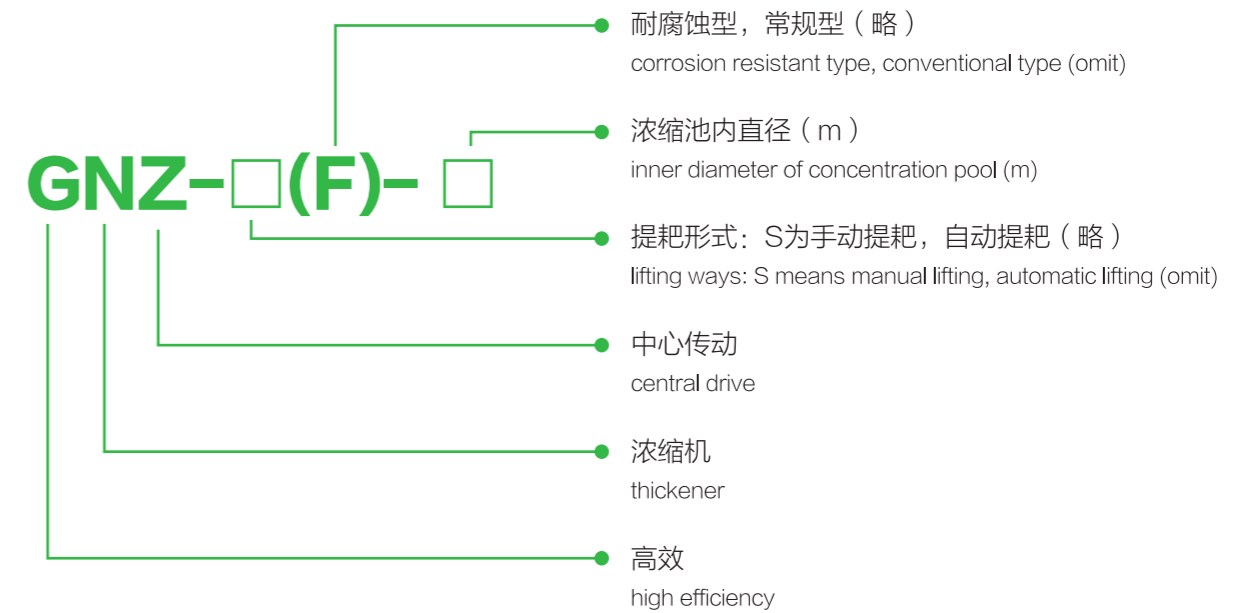 耐腐蚀型，常规型（略）
corrosion resistant type, conventional type (omit)
浓缩池内直径（m）
inner diameter of concentration pool (m)
GNZ-□(F)- □
提耙形式：S为手动提耙，自动提耙（略）
lifting ways: S means manual lifting, automatic lifting (omit)
中心传动
central drive
浓缩机
thickener
高效
high efficiency